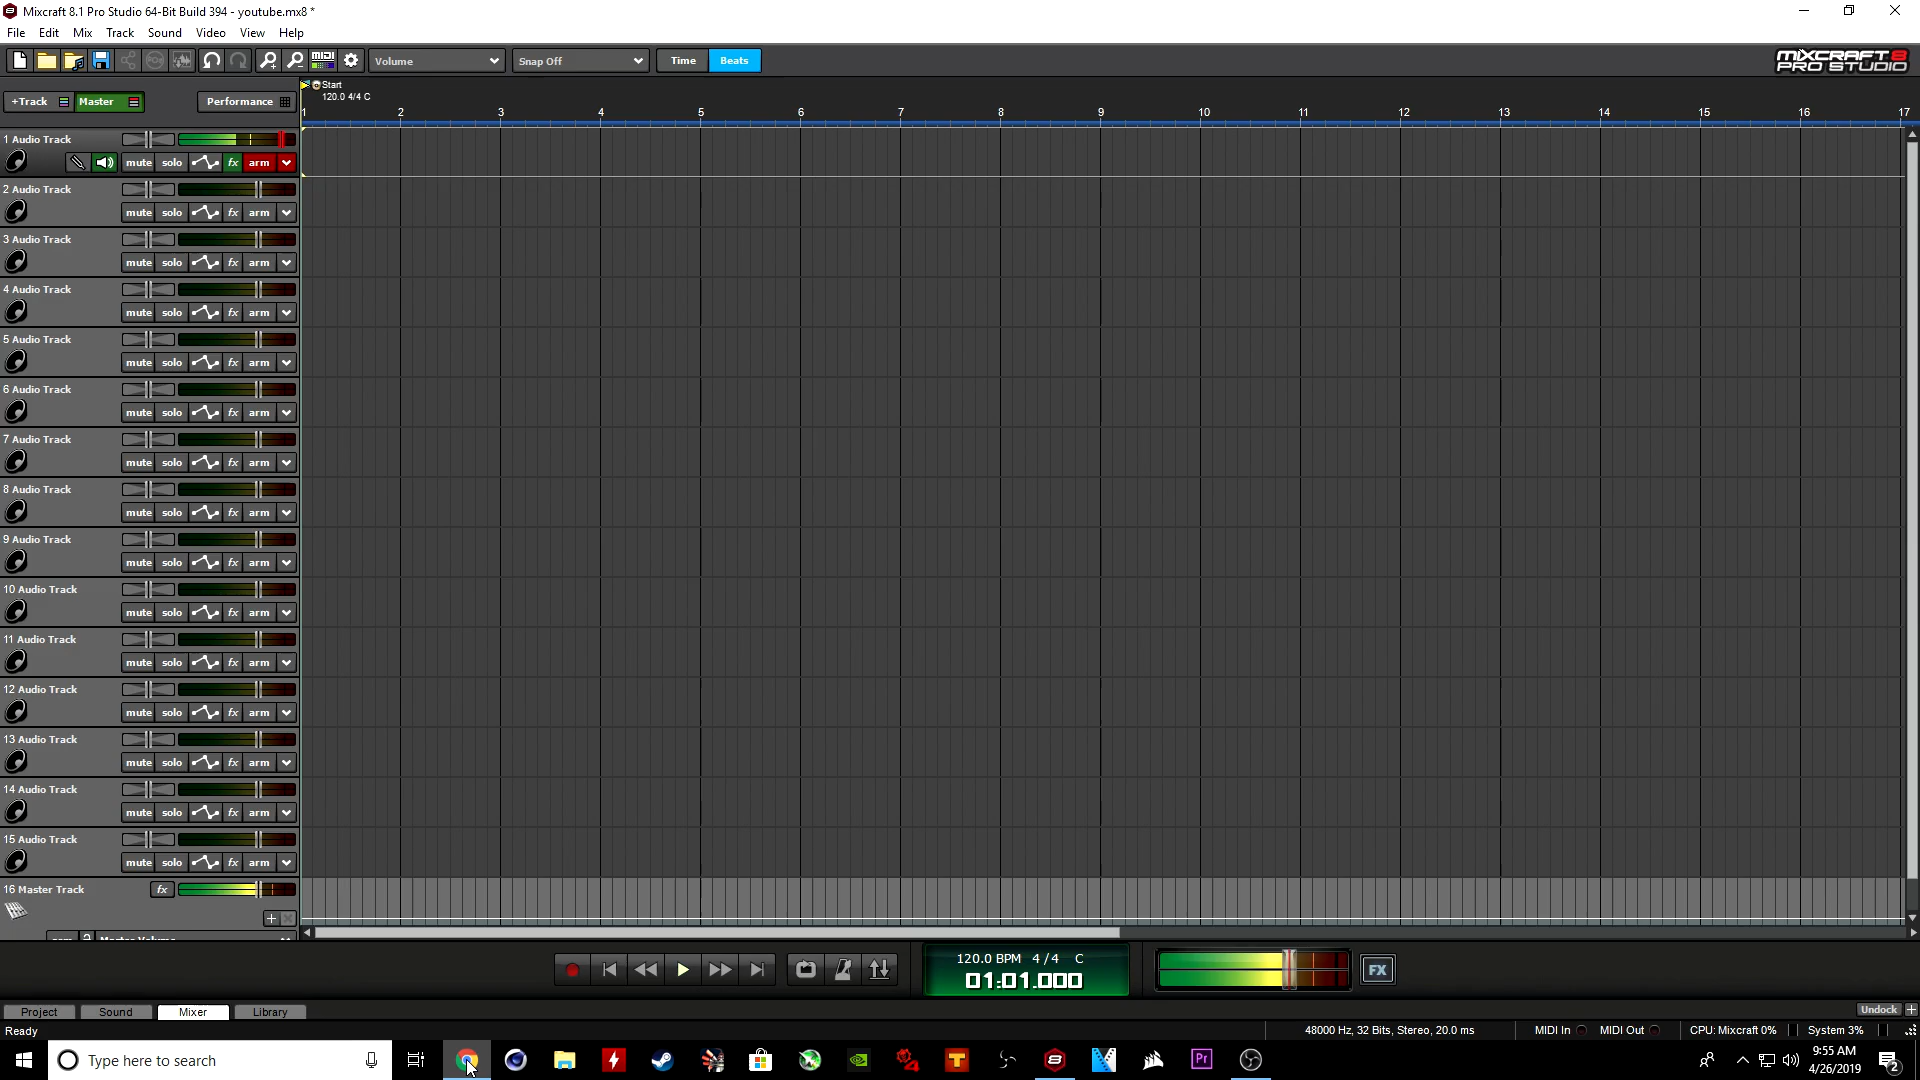 Mixcraft 8.1 Pro Studio 64-Bit Build 394 - youtube.mx8 *
File Edit Mix Track Sound Video View Help
Volume Snap Off Time Beats MIXCRAFT 8 PRO STUDIO
+Track Master Performance
Start
120.0 4/4 C
1 2 3 4 5 6 7 8 9 10 11 12 13 14 15 16 17
1 Audio Track
mute solo fx arm
2 Audio Track
mute solo fx arm
3 Audio Track
mute solo fx arm
4 Audio Track
mute solo fx arm
5 Audio Track
mute solo fx arm
6 Audio Track
mute solo fx arm
7 Audio Track
mute solo fx arm
8 Audio Track
mute solo fx arm
9 Audio Track
mute solo fx arm
10 Audio Track
mute solo fx arm
11 Audio Track
mute solo fx arm
12 Audio Track
mute solo fx arm
13 Audio Track
mute solo fx arm
14 Audio Track
mute solo fx arm
15 Audio Track
mute solo fx arm
16 Master Track fx
120.0 BPM 4/4 C
01:01.000
FX
Project Sound Mixer Library Undock
Ready 48000 Hz, 32 Bits, Stereo, 20.0 ms MIDI In MIDI Out CPU: Mixcraft 0% System 3%
Type here to search
Pr
9:55 AM
4/26/2019
2